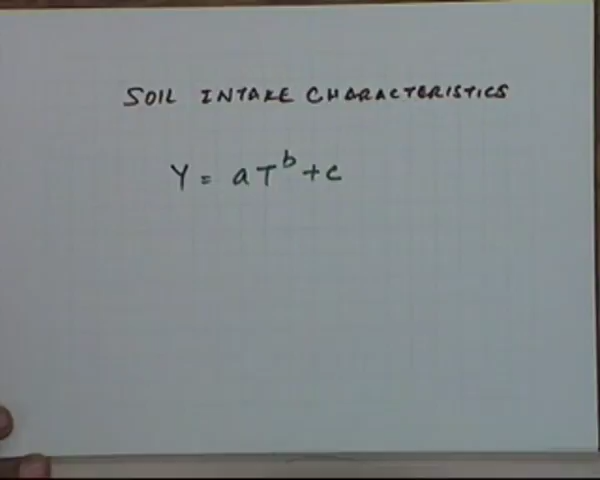 SOIL INTAKE CHARACTERISTICS
Y = aT^b + c